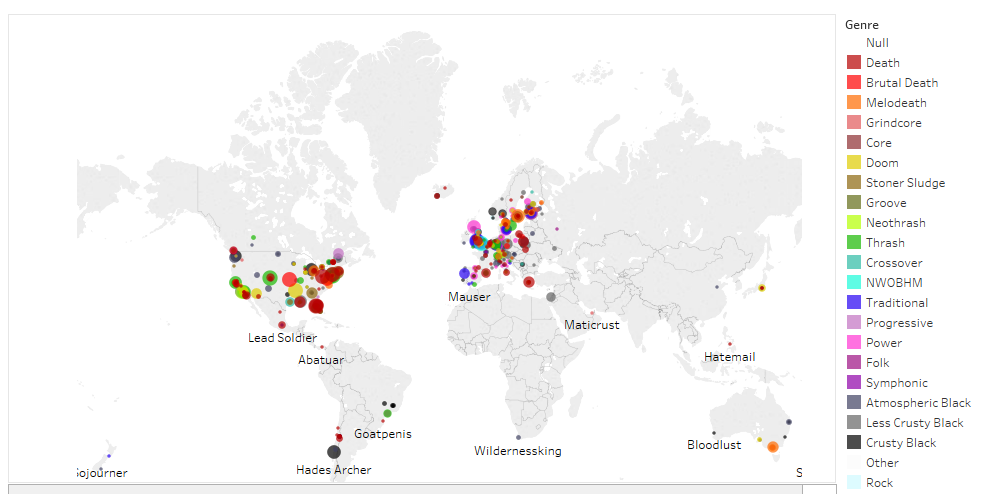 Genre
Null
Death
Brutal Death
Melodeath
Grindcore
Core
Doom
Stoner Sludge
Groove
Neothrash
Thrash
Crossover
NWOBHM
Traditional
Progressive
Power
Folk
Symphonic
Atmospheric Black
Less Crusty Black
Crusty Black
Other
Rock
Mauser
Matircust
Lead Soldier
Abatuar
Hatemail
Goatpenis
Bloodlust
Wildernessking
Hades Archer
Sojourner
S